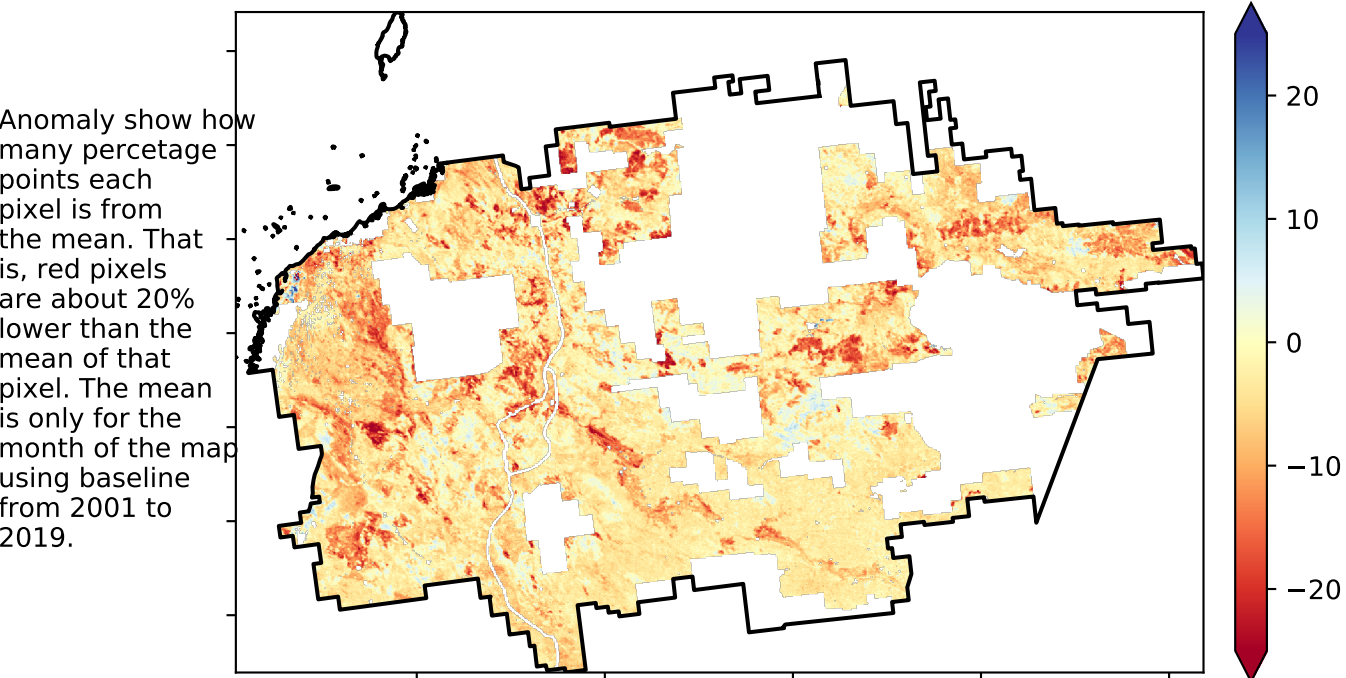 Anomaly show how
many percetage
points each
pixel is from
the mean. That
is, red pixels
are about 20%
lower than the
mean of that
pixel. The mean
is only for the
month of the map
using baseline
from 2001 to
2019.
20
10
0
−10
−20